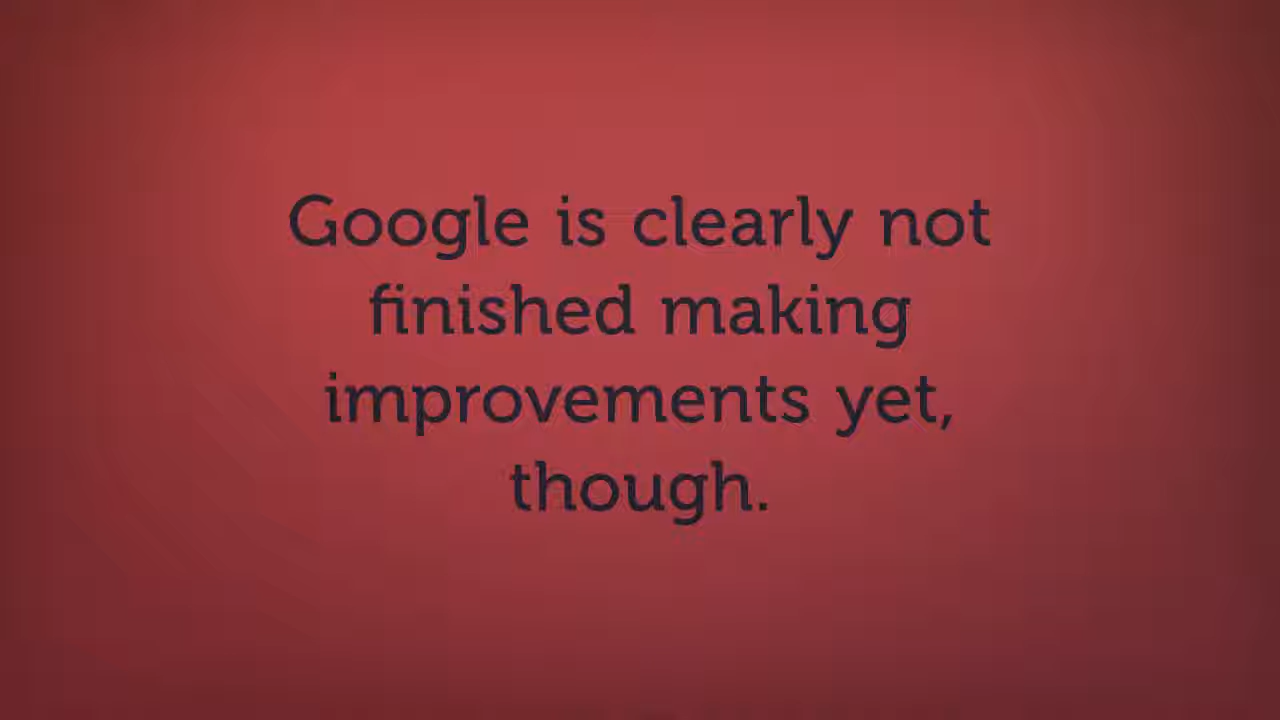 Google is clearly not
finished making
improvements yet,
though.